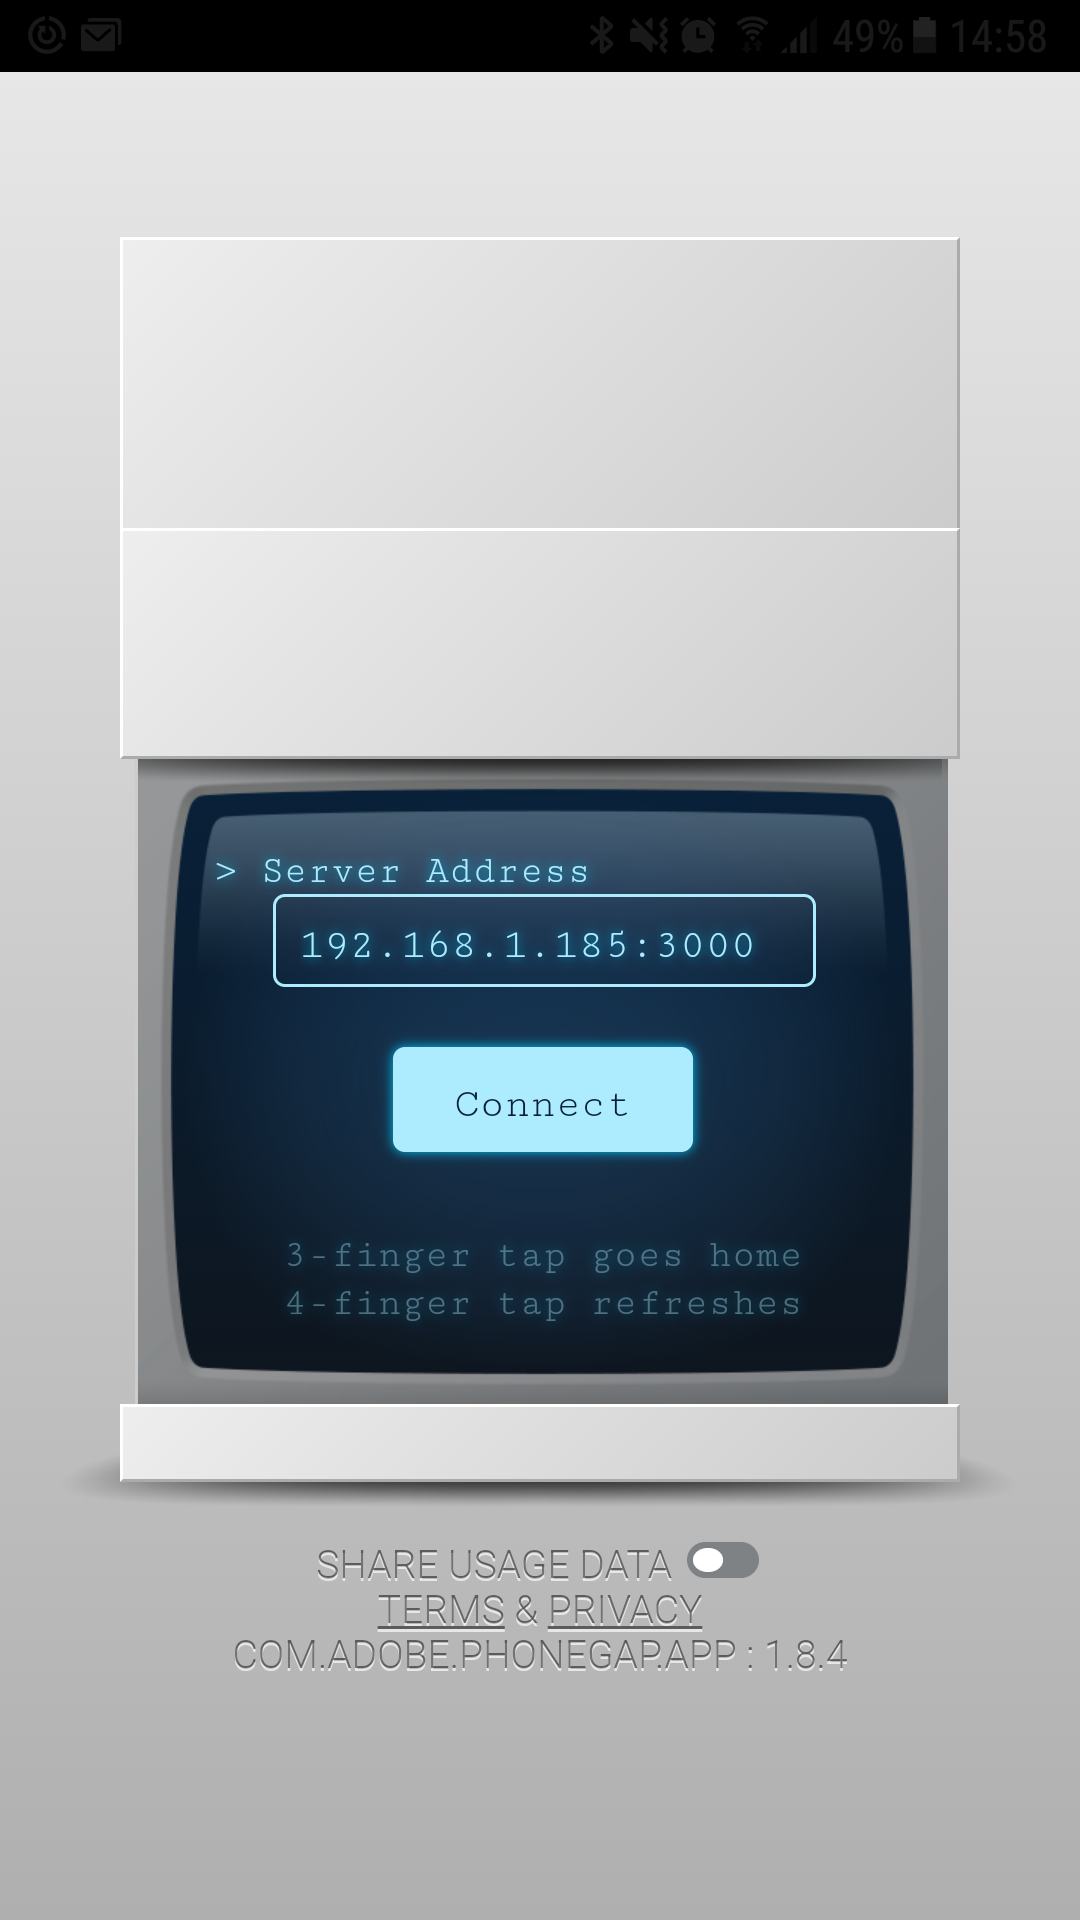 49% 14:58
> Server Address
192.168.1.185:3000
Connect
3-finger tap goes home
4-finger tap refreshes
SHARE USAGE DATA
TERMS & PRIVACY
COM.ADOBE.PHONEGAP.APP : 1.8.4